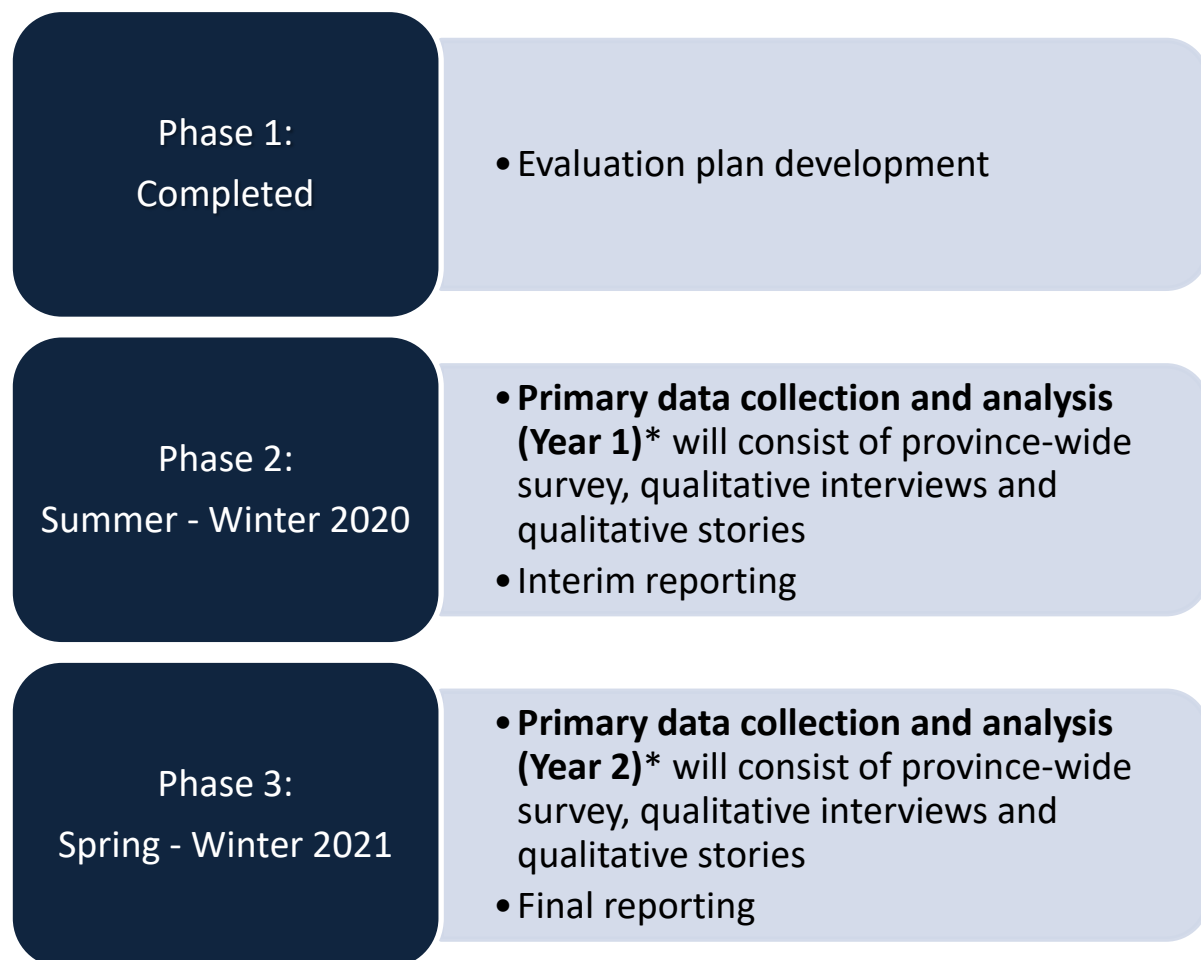 Phase 1:
Completed
• Evaluation plan development
Phase 2:
Summer - Winter 2020
• Primary data collection and analysis
(Year 1)* will consist of province-wide
survey, qualitative interviews and
qualitative stories
• Interim reporting
Phase 3:
Spring - Winter 2021
• Primary data collection and analysis
(Year 2)* will consist of province-wide
survey, qualitative interviews and
qualitative stories
• Final reporting